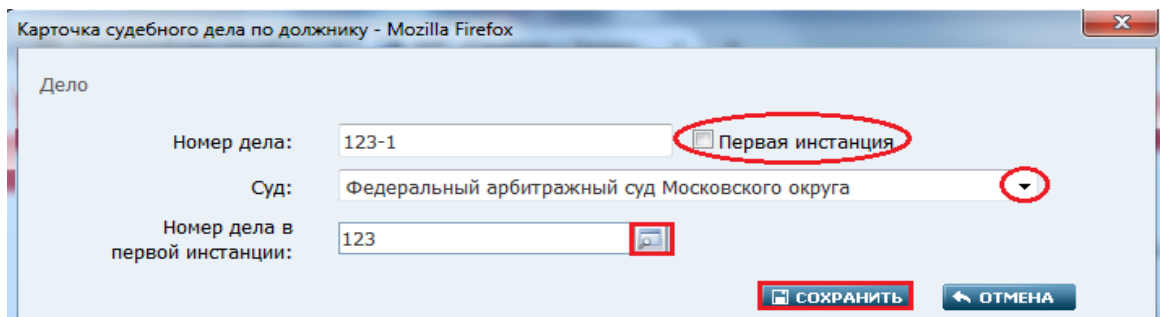 Карточка судебного дела по должнику - Mozilla Firefox
Дело
Номер дела: 123-1 Первая инстанция
Суд: Федеральный арбитражный суд Московского округа
Номер дела в
первой инстанции: 123
СОХРАНИТЬ ОТМЕНА